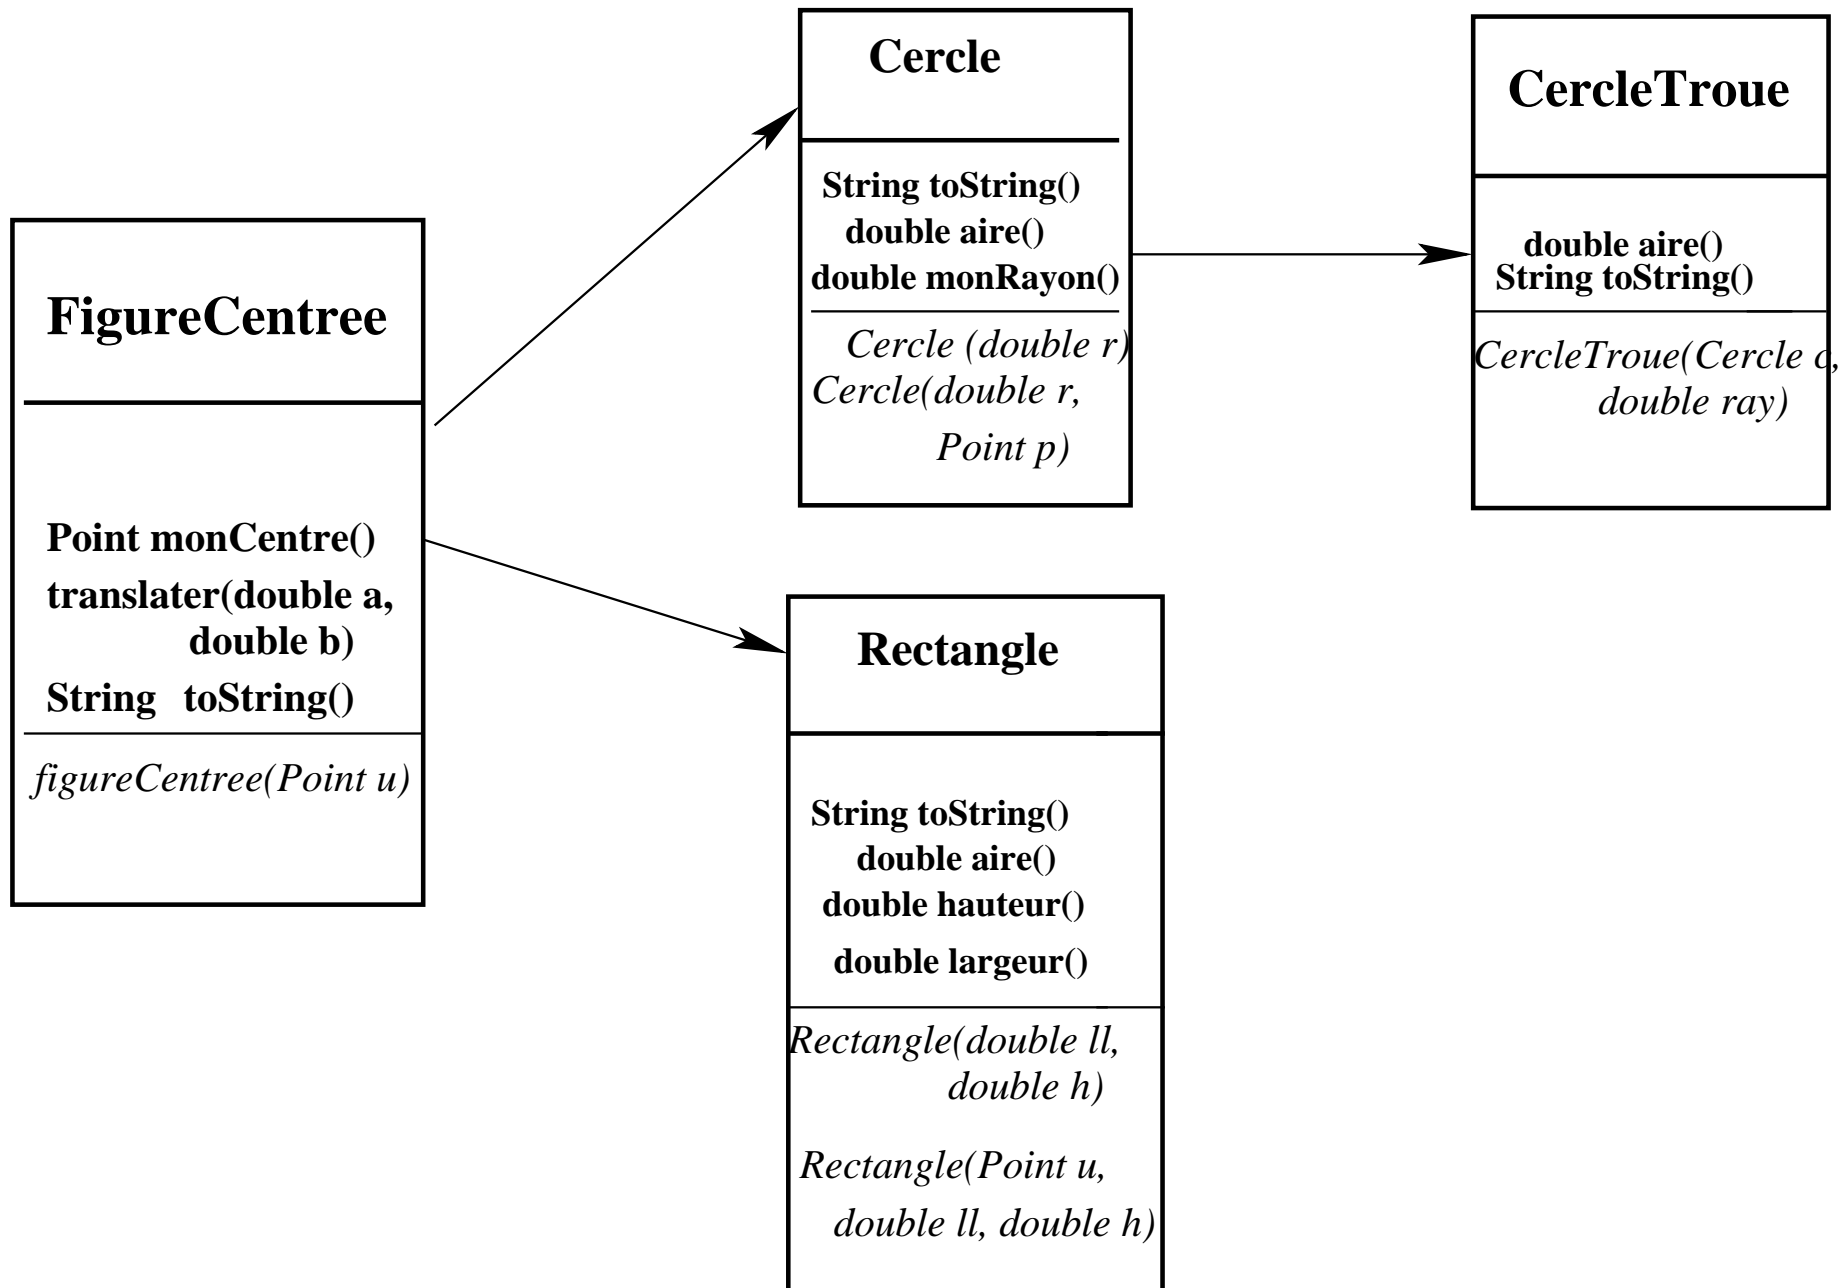 FigureCentree
Point monCentre()
translater(double a,
double b)
String toString()
figureCentree(Point u)
Cercle
String toString()
double aire()
double monRayon()
Cercle (double r)
Cercle(double r,
Point p)
CercleTroue
double aire()
String toString()
CercleTroue(Cercle c,
double ray)
Rectangle
String toString()
double aire()
double hauteur()
double largeur()
Rectangle(double ll,
double h)
Rectangle(Point u,
double ll, double h)